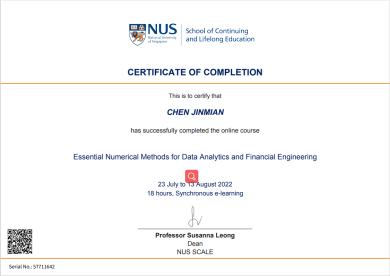 NUS
National University
of Singapore
School of Continuing
and Lifelong Education
CERTIFICATE OF COMPLETION
This is to certify that
CHEN JINMIAN
has successfully completed the online course
Essential Numerical Methods for Data Analytics and Financial Engineering
23 July to 13 August 2022
18 hours, Synchronous e-learning
Professor Susanna Leong
Dean
NUS SCALE
Serial No.: 57711642